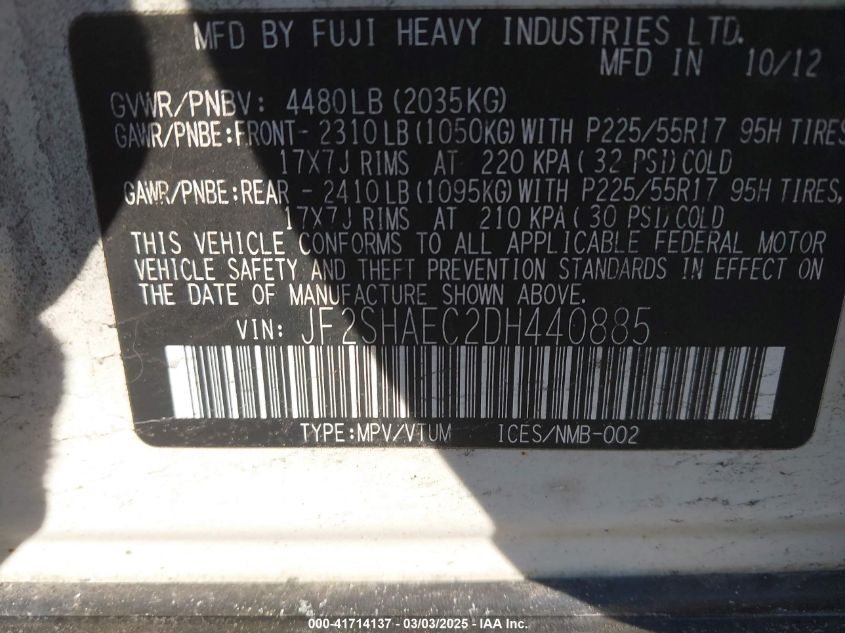 MFD BY FUJI HEAVY INDUSTRIES LTD.
MFD IN 10/12
GVWR/PNBV: 4480LB(2035KG)
GAWR/PNBE:FRONT- 2310LB(1050KG)WITH P225/55R17 95H TIRES
17X7J RIMS AT 220 KPA(32 PSI)COLD
GAWR/PNBE:REAR - 2410LB(1095KG)WITH P225/55R17 95H TIRES,
17X7J RIMS AT 210 KPA(30 PSI)COLD
THIS VEHICLE CONFORMS TO ALL APPLICABLE FEDERAL MOTOR
VEHICLE SAFETY AND THEFT PREVENTION STANDARDS IN EFFECT ON
THE DATE OF MANUFACTURE SHOWN ABOVE.
VIN: JF2SHAEC2DH440885
TYPE:MPV/VTUM ICES/NMB-002
000-41714137 - 03/03/2025 - IAA Inc.